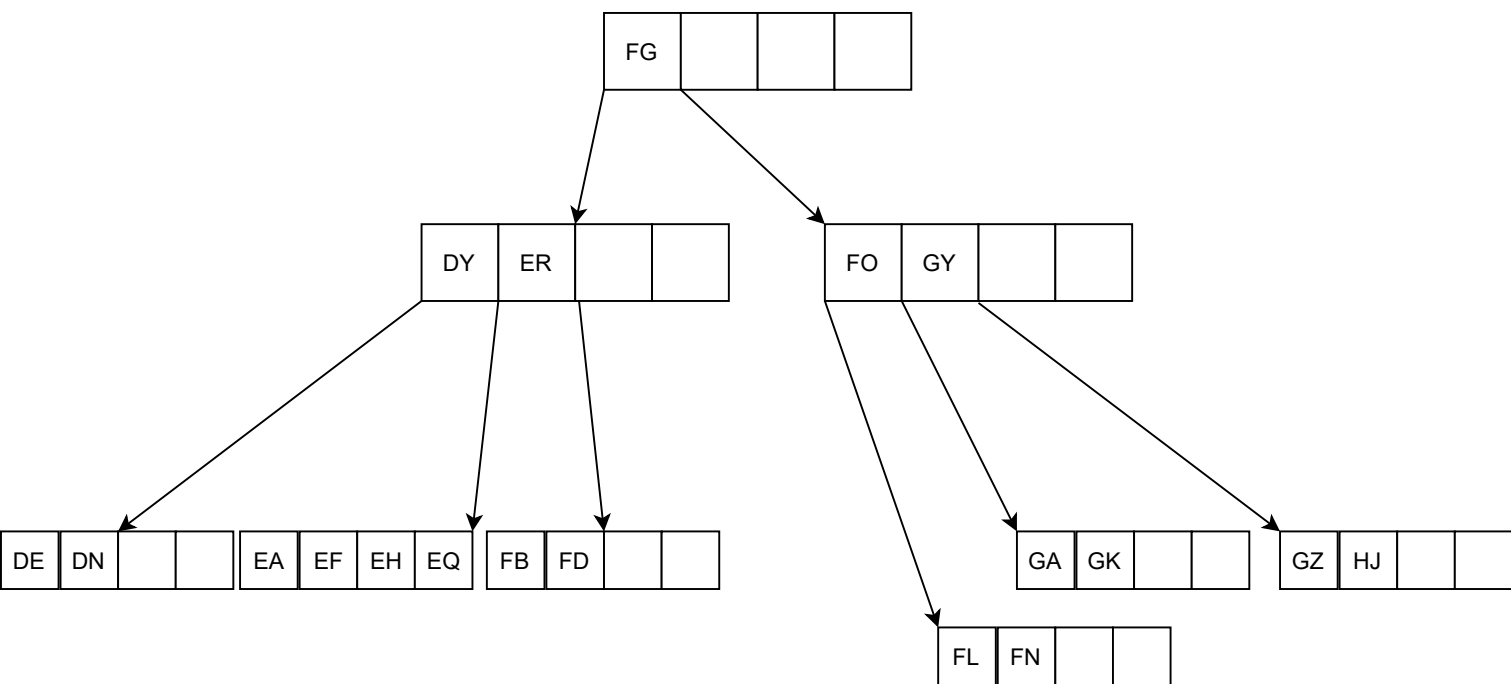 FG
DY ER
FO GY
DE DN
EA EF EH EQ
FB FD
GA GK
GZ HJ
FL FN